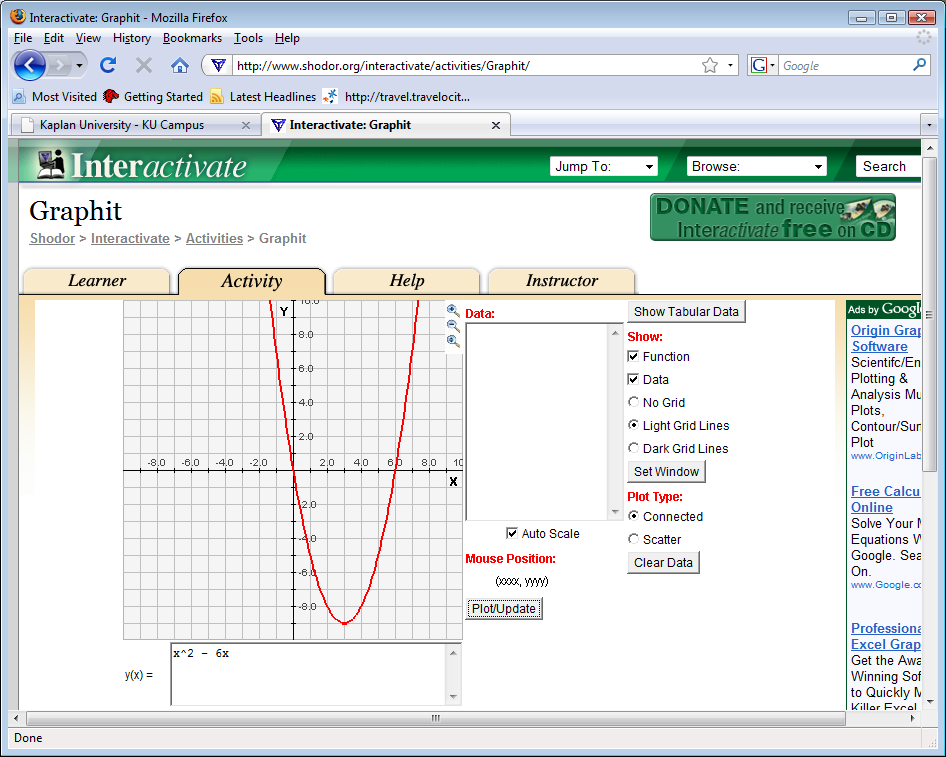 Interactivate: Graphit - Mozilla Firefox
File Edit View History Bookmarks Tools Help
http://www.shodor.org/interactivate/activities/Graphit/
G Google
Most Visited Getting Started Latest Headlines http://travel.travelocit...
Kaplan University - KU Campus Interactivate: Graphit
Interactivate Jump To: Browse: Search
Graphit
DONATE and receive
Interactivate free on CD
Shodor > Interactivate > Activities > Graphit
Learner Activity Help Instructor
Y
10.0
8.0
6.0
4.0
2.0
-8.0 -6.0 -4.0 -2.0 2.0 4.0 6.0 8.0 10
X
-2.0
-4.0
-6.0
-8.0
y(x) =
x^2 - 6x
Data:
Auto Scale
Mouse Position:
(xxxx, yyyy)
Plot/Update
Show Tabular Data
Show:
Function
Data
No Grid
Light Grid Lines
Dark Grid Lines
Set Window
Plot Type:
Connected
Scatter
Clear Data
Ads by Google
Origin Grap
Software
Scientifc/En
Plotting &
Analysis Mu
Plots,
Contour/Sur
Plot
www.OriginLab
Free Calcu
Online
Solve Your M
Equations W
Google. Sea
On.
www.Google.co
Professiona
Excel Grap
Get the Awa
Winning Sof
to Quickly M
Killer Excel
Done